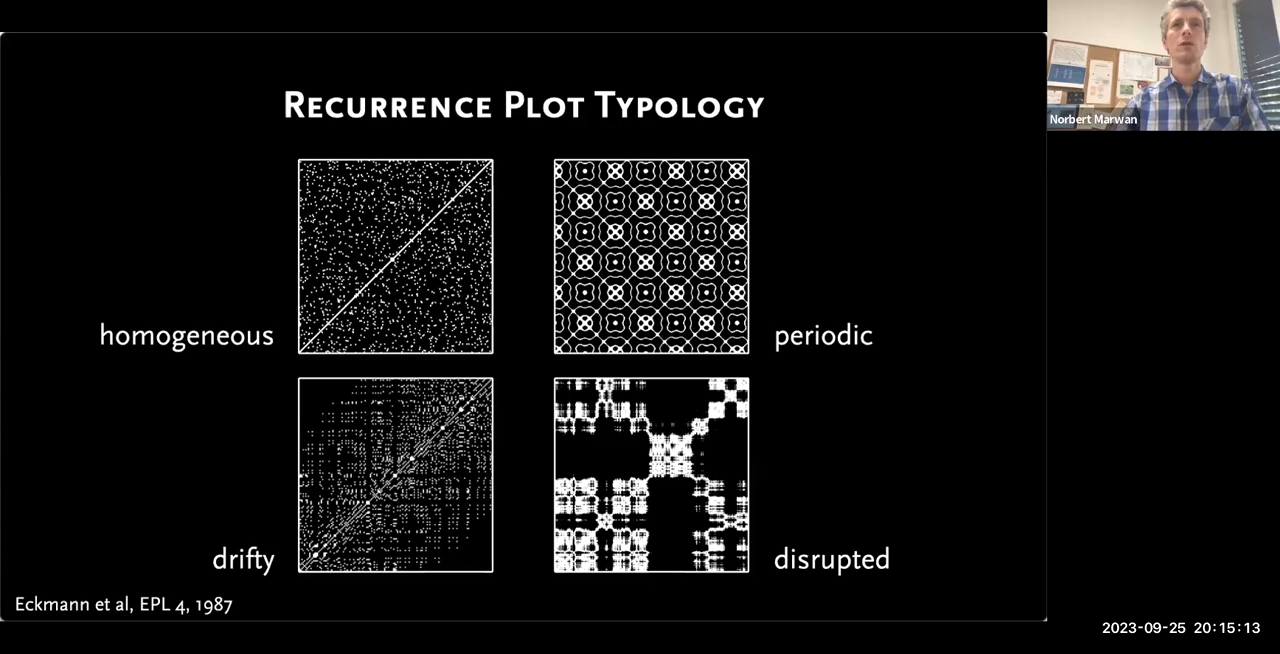 RECURRENCE PLOT TYPOLOGY
Norbert Marwan
homogeneous
periodic
drifty
disrupted
Eckmann et al, EPL 4, 1987
2023-09-25 20:15:13